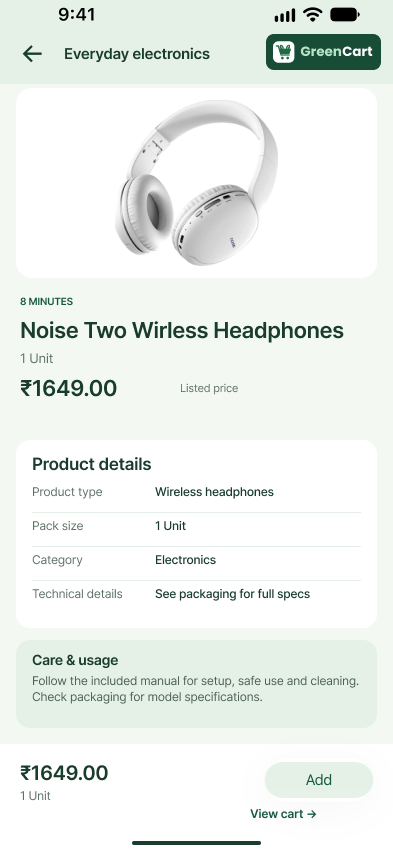 9:41
Everyday electronics
GreenCart
8 MINUTES
Noise Two Wirless Headphones
1 Unit
₹1649.00
Listed price
Product details
Product type Wireless headphones
Pack size 1 Unit
Category Electronics
Technical details See packaging for full specs
Care & usage
Follow the included manual for setup, safe use and cleaning.
Check packaging for model specifications.
₹1649.00
Add
1 Unit
View cart →